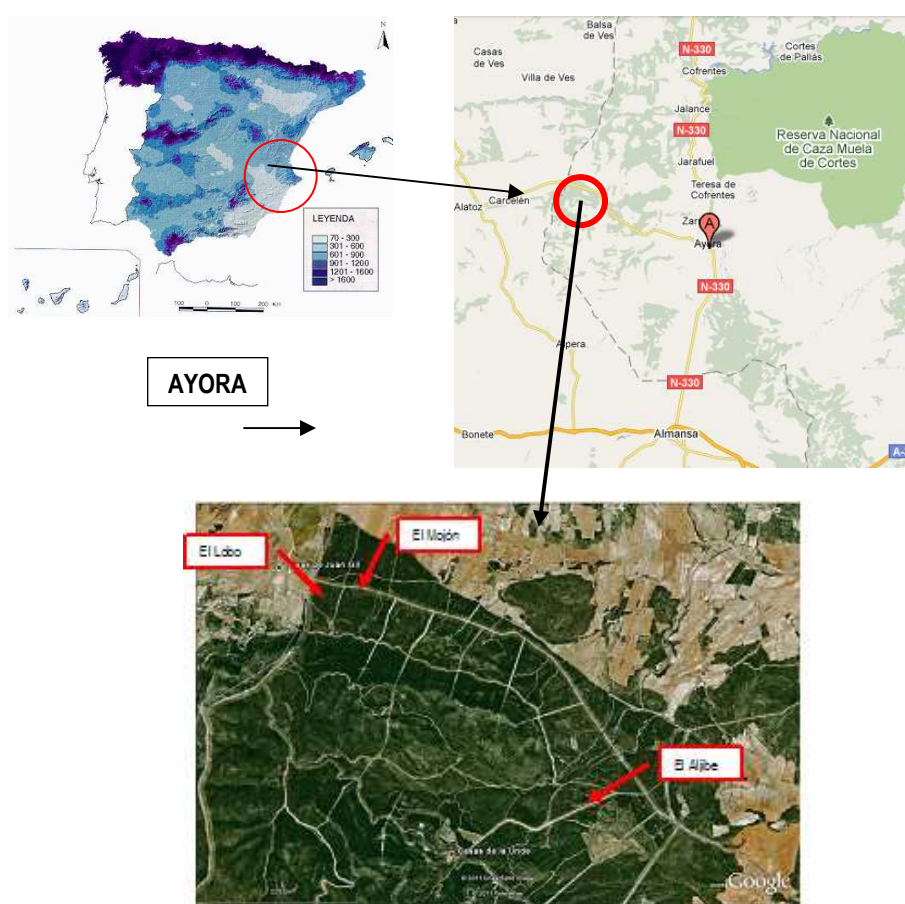 N
LEYENDA
70 - 300
301 - 600
601 - 900
901 - 1200
1201 - 1600
> 1600
100 0 100 200 KM
Balsa
de Ves
Casas
de Ves
N-330
Cortes
de Pallás
Villa de Ves
Cofrentes
Jalance
N-330
Reserva Nacional
de Caza Muela
de Cortes
Jarafuel
Teresa de
Cofrentes
Alatoz
Carcelén
A
Ayora
N-330
Alpera
N-330
Bonete
Almansa
A-
AYORA
El Lobo
El Mojón
de Juan Gil
El Aljibe
Casas de la Unde
Google